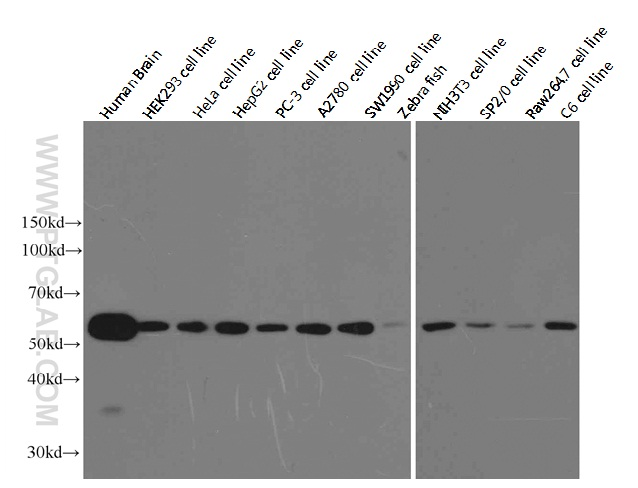 Human Brain
HEK293 cell line
HeLa cell line
HepG2 cell line
PC-3 cell line
A2780 cell line
SW1990 cell line
Zebra fish
NIH3T3 cell line
SP2/0 cell line
Raw264.7 cell line
C6 cell line
150kd→
100kd→
70kd→
50kd→
40kd→
30kd→
WWW.PTGLAB.COM